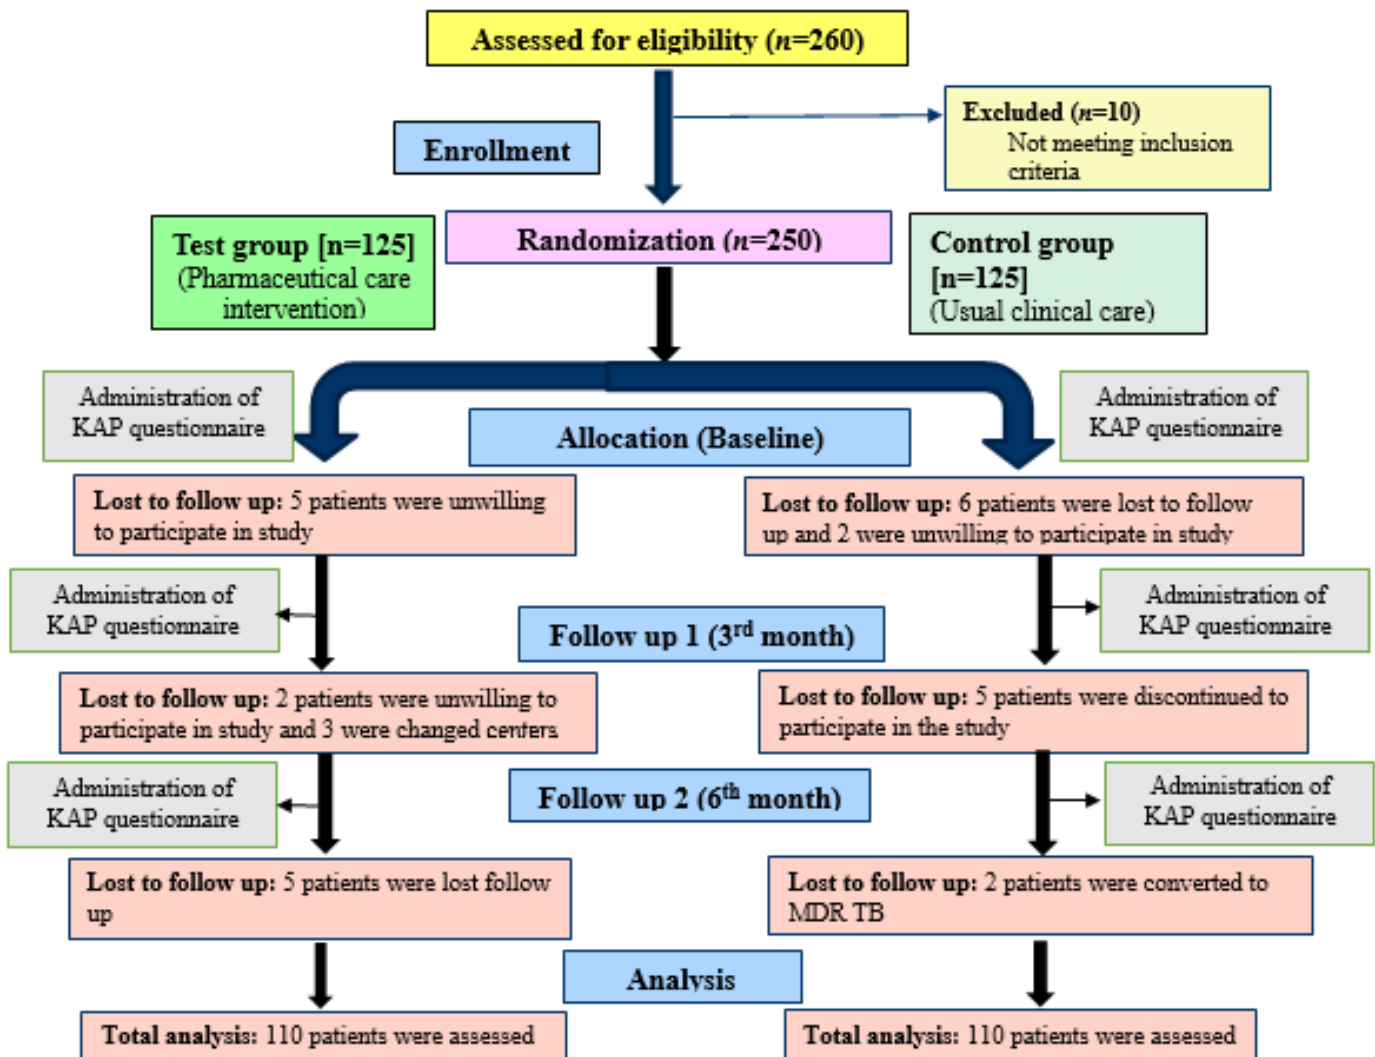 Assessed for eligibility (n=260)
Excluded (n=10)
Not meeting inclusion
criteria
Enrollment
Randomization (n=250)
Test group [n=125]
(Pharmaceutical care
intervention)
Control group
[n=125]
(Usual clinical care)
Administration of
KAP questionnaire
Administration of
KAP questionnaire
Allocation (Baseline)
Lost to follow up: 5 patients were unwilling
to participate in study
Lost to follow up: 6 patients were lost to follow
up and 2 were unwilling to participate in study
Administration of
KAP questionnaire
Administration of
KAP questionnaire
Follow up 1 (3rd month)
Lost to follow up: 2 patients were unwilling to
participate in study and 3 were changed centers
Lost to follow up: 5 patients were discontinued to
participate in the study
Administration of
KAP questionnaire
Administration of
KAP questionnaire
Follow up 2 (6th month)
Lost to follow up: 5 patients were lost follow
up
Lost to follow up: 2 patients were converted to
MDR TB
Analysis
Total analysis: 110 patients were assessed
Total analysis: 110 patients were assessed